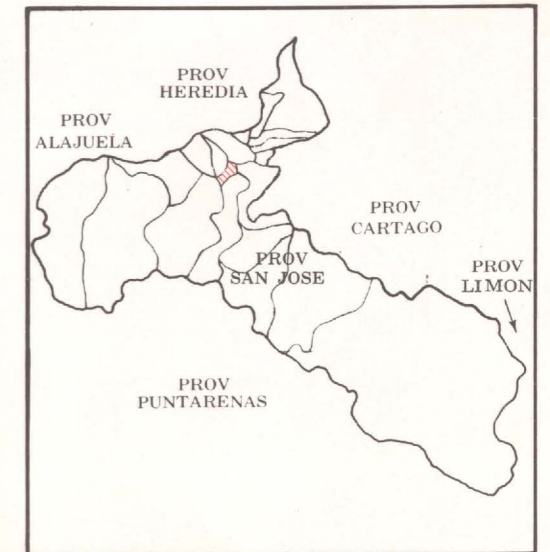 PROV
HEREDIA
PROV
ALAJUELA
PROV
CARTAGO
PROV
SAN JOSE
PROV
LIMON
PROV
PUNTARENAS